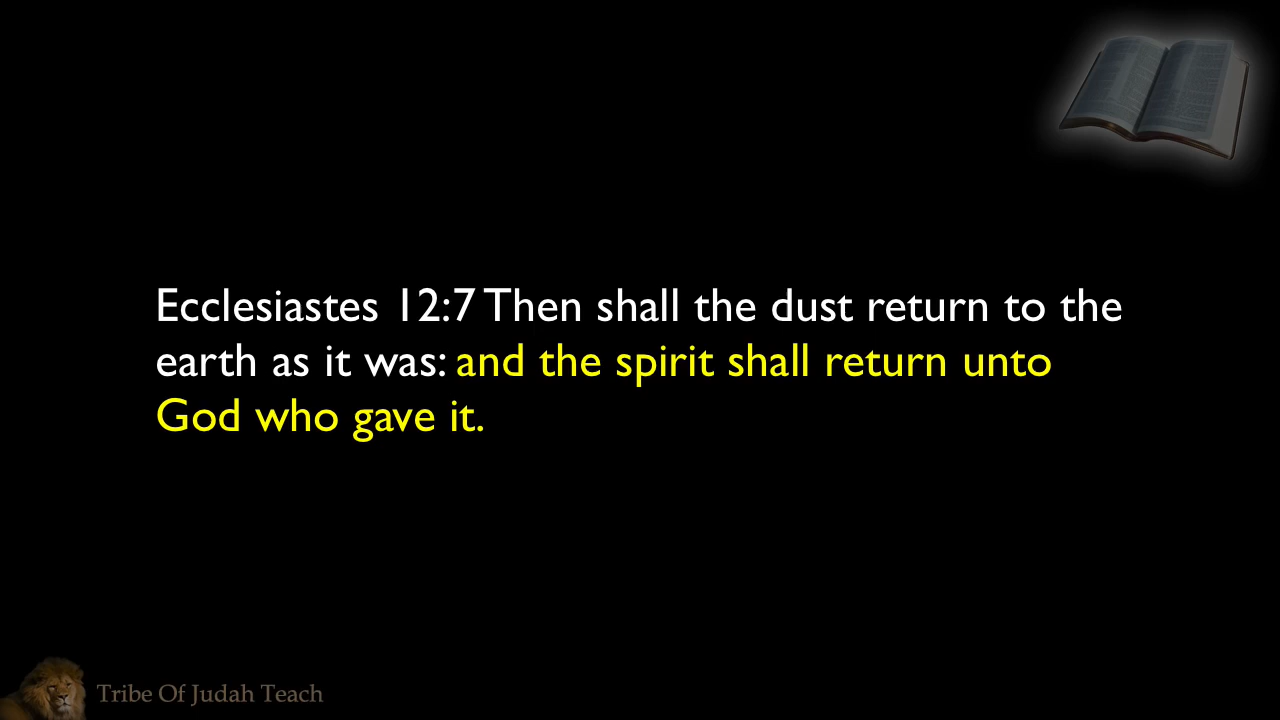 Ecclesiastes 12:7 Then shall the dust return to the
earth as it was: and the spirit shall return unto
God who gave it.
Tribe Of Judah Teach